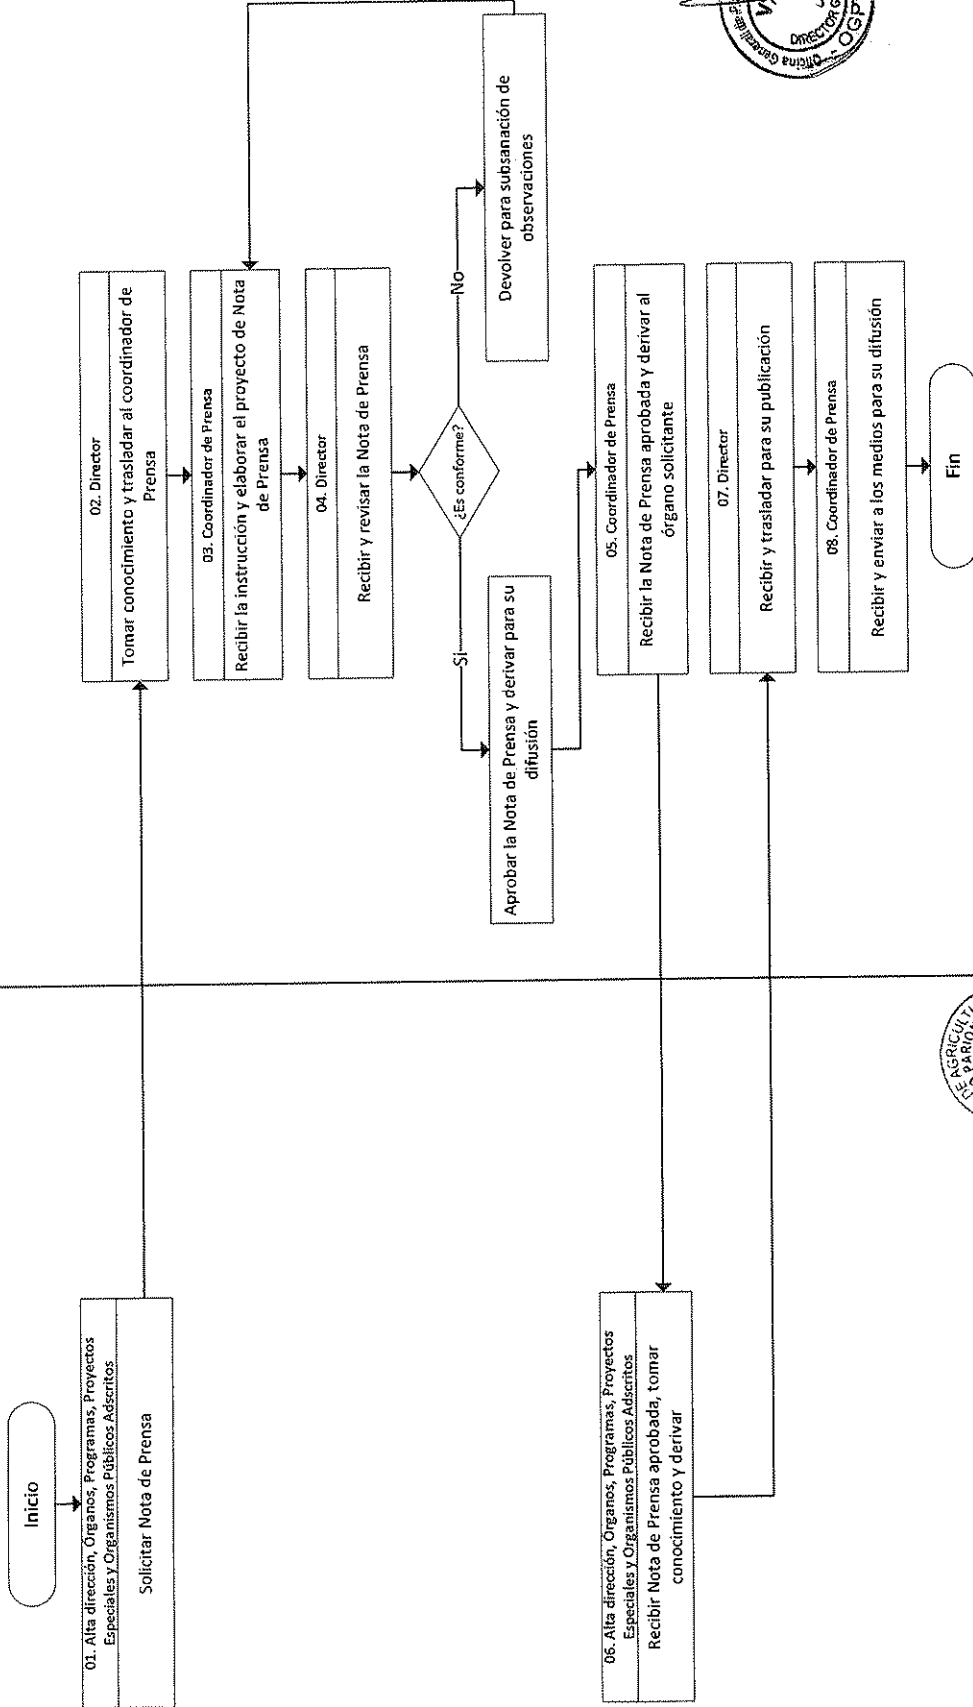 Inicio
01. Alta dirección, Órganos, Programas, Proyectos
Especiales y Organismos Públicos Adscritos
Solicitar Nota de Prensa
02. Director
Tomar conocimiento y trasladar al coordinador de
Prensa
03. Coordinador de Prensa
Recibir la instrucción y elaborar el proyecto de Nota
de Prensa
04. Director
Recibir y revisar la Nota de Prensa
¿Es conforme?
Si
No
Aprobar la Nota de Prensa y derivar para su
difusión
Devolver para subsanación de
observaciones
05. Coordinador de Prensa
Recibir la Nota de Prensa aprobada y derivar al
órgano solicitante
06. Alta dirección, Órganos, Programas, Proyectos
Especiales y Organismos Públicos Adscritos
Recibir Nota de Prensa aprobada, tomar
conocimiento y derivar
07. Director
Recibir y trasladar para su publicación
08. Coordinador de Prensa
Recibir y enviar a los medios para su difusión
Fin
Oficina General de
DIRECTOR
OGP
DE AGRICULT